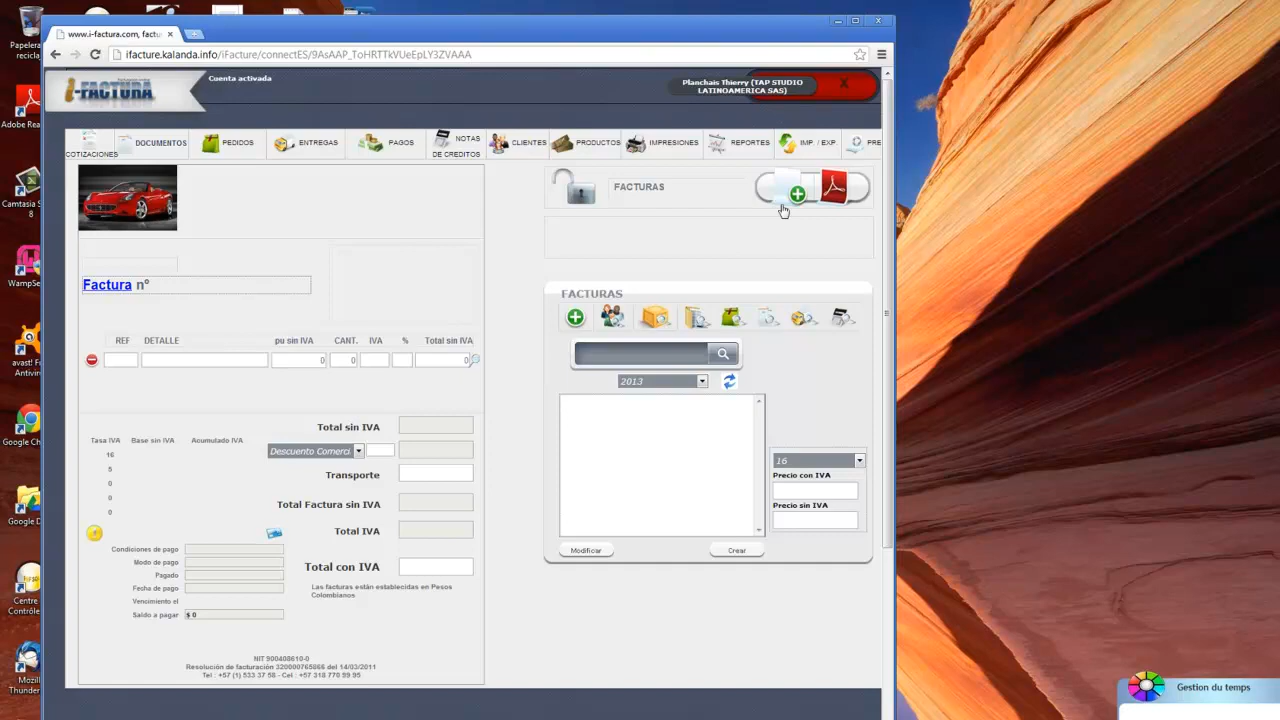 Papelera
recicla
www.i-factura.com, factu
ifacture.kalanda.info/iFacture/connectES/9AsAAP_ToHRTTkVUeEpLY3ZVAAA
i-FACTURA
Cuenta activada
Planchais Thierry (TAP STUDIO
LATINOAMERICA SAS)
X
COTIZACIONES
DOCUMENTOS
PEDIDOS
ENTREGAS
PAGOS
NOTAS
DE CREDITOS
CLIENTES
PRODUCTOS
IMPRESIONES
REPORTES
IMP. / EXP.
PRE
Adobe Rea
Camtasia S
8
WampSe
avast! Fr
Antivir
Google Ch
Google D
Centre
Contrôle
Mozill
Thunder
FACTURAS
Factura n°
FACTURAS
REF DETALLE pu sin IVA CANT. IVA % Total sin IVA
0 0 0
2013
Total sin IVA
Tasa IVA Base sin IVA Acumulado IVA
16
5
0
0
0
Descuento Comerci
Transporte
Total Factura sin IVA
Total IVA
Total con IVA
Las facturas están establecidas en Pesos
Colombianos
Condiciones de pago
Modo de pago
Pagado
Fecha de pago
Vencimiento el
Saldo a pagar $ 0
16
Precio con IVA
Precio sin IVA
Modificar
Crear
NIT 900408610-0
Resolución de facturación 320000765866 del 14/03/2011
Tel : +57 (1) 533 37 58 - Cel : +57 318 770 99 95
Gestion du temps